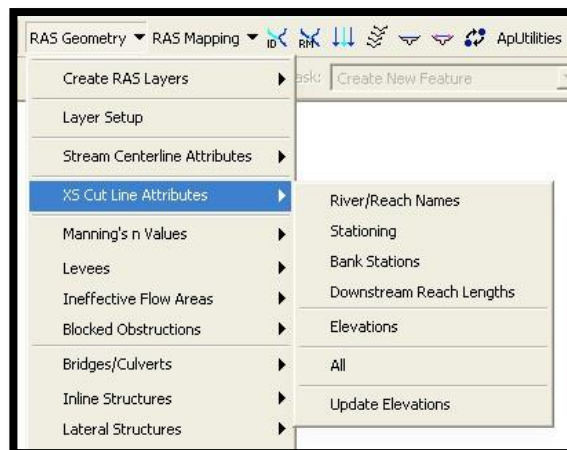 RAS Geometry RAS Mapping ID RM ApUtilities
ask: Create New Feature
Create RAS Layers
Layer Setup
Stream Centerline Attributes
XS Cut Line Attributes
Manning's n Values
Levees
Ineffective Flow Areas
Blocked Obstructions
Bridges/Culverts
Inline Structures
Lateral Structures
River/Reach Names
Stationing
Bank Stations
Downstream Reach Lengths
Elevations
All
Update Elevations